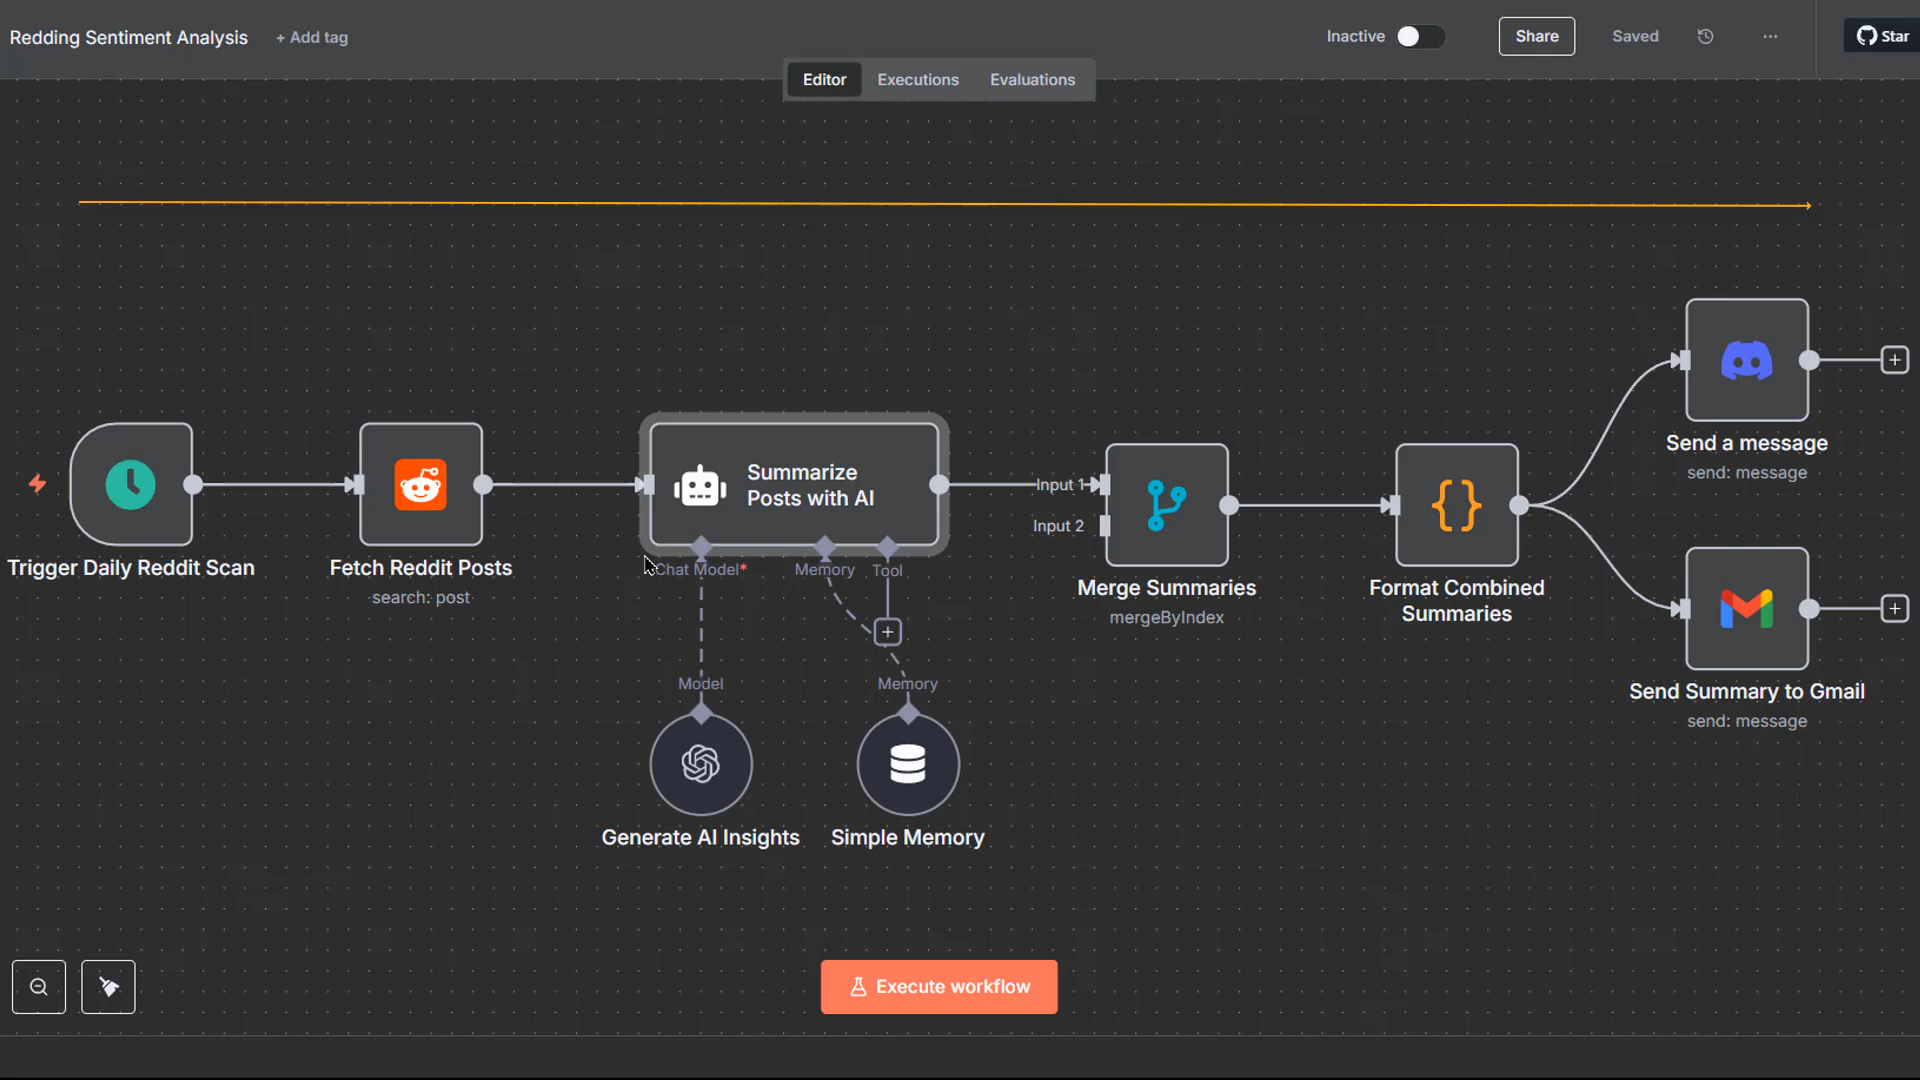 Redding Sentiment Analysis
+ Add tag
Inactive
Share
Saved
...
Star
Editor
Executions
Evaluations
Trigger Daily Reddit Scan
Fetch Reddit Posts
search: post
Summarize
Posts with AI
Chat Model*
Memory
Tool
+
Model
Memory
Generate AI Insights
Simple Memory
Input 1
Input 2
Merge Summaries
mergeByIndex
{}
Format Combined
Summaries
+
Send a message
send: message
+
Send Summary to Gmail
send: message
Execute workflow